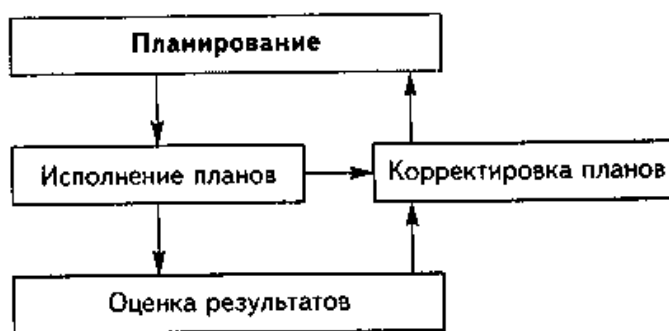 Планирование
Исполнение планов
Корректировка планов
Оценка результатов